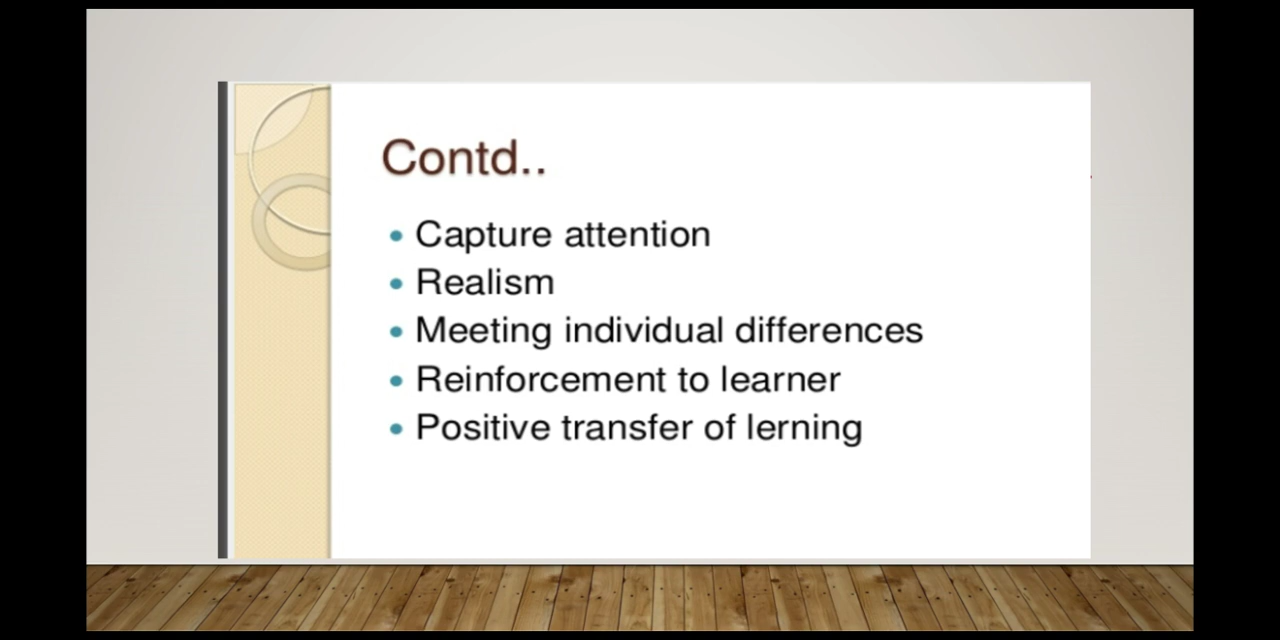 Contd..
• Capture attention
• Realism
• Meeting individual differences
• Reinforcement to learner
• Positive transfer of lerning